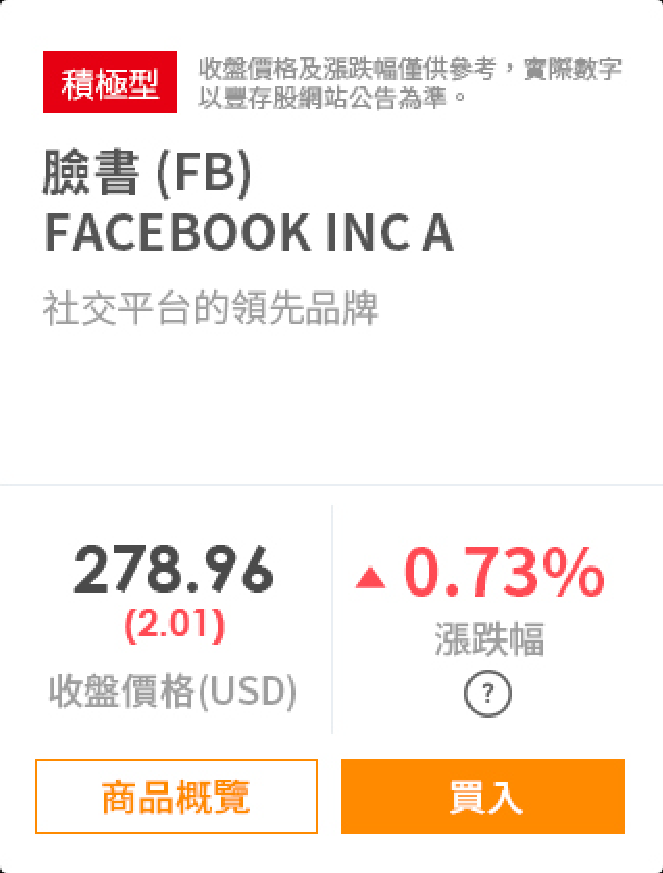 積極型
收盤價格及漲跌幅僅供參考，實際數字
以豐存股網站公告為準。
臉書 (FB)
FACEBOOK INC A
社交平台的領先品牌
278.96
(2.01)
收盤價格(USD)
▲ 0.73%
漲跌幅
?
商品概覽
買入